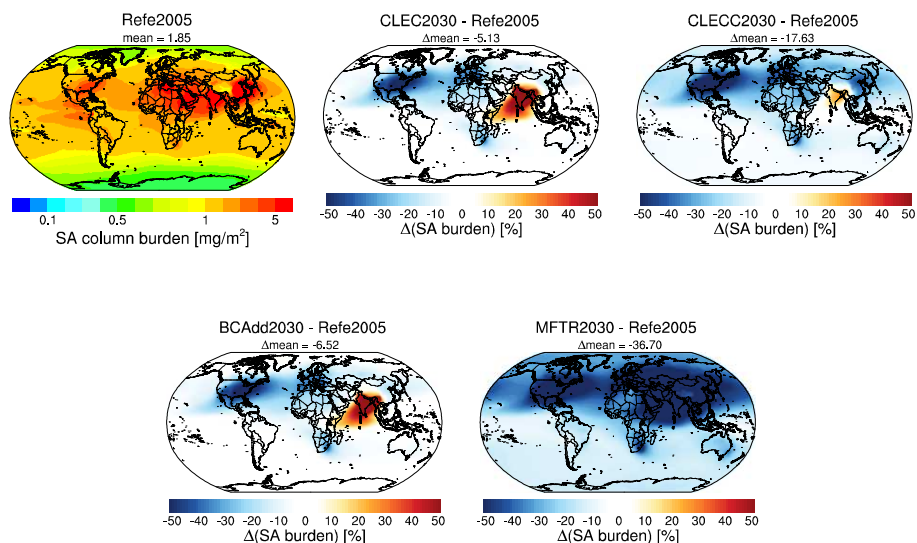 Refe2005
mean = 1.85
0.1 0.5 1 5
SA column burden [mg/m²]
CLEC2030 - Refe2005
Δmean = -5.13
-50 -40 -30 -20 -10 0 10 20 30 40 50
Δ(SA burden) [%]
CLECC2030 - Refe2005
Δmean = -17.63
-50 -40 -30 -20 -10 0 10 20 30 40 50
Δ(SA burden) [%]
BCAdd2030 - Refe2005
Δmean = -6.52
-50 -40 -30 -20 -10 0 10 20 30 40 50
Δ(SA burden) [%]
MFTR2030 - Refe2005
Δmean = -36.70
-50 -40 -30 -20 -10 0 10 20 30 40 50
Δ(SA burden) [%]